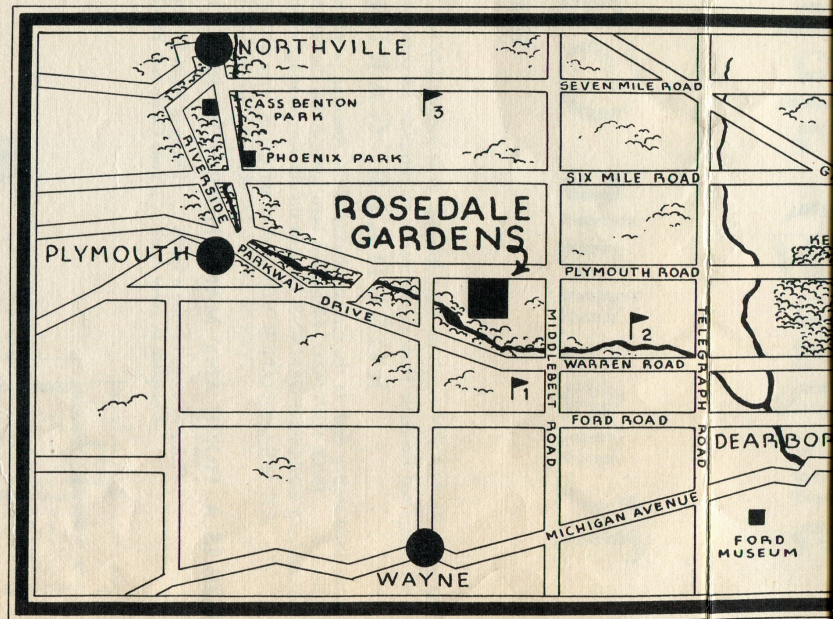 NORTHVILLE
SEVEN MILE ROAD
CASS BENTON
PARK
3
RIVERSIDE
PHOENIX PARK
SIX MILE ROAD
ROSEDALE
GARDENS
PLYMOUTH
PARKWAY
DRIVE
PLYMOUTH ROAD
MIDDLEBELT
ROAD
2
TELEGRAPH
ROAD
WARREN ROAD
1
FORD ROAD
DEARBOR
MICHIGAN AVENUE
FORD
MUSEUM
WAYNE